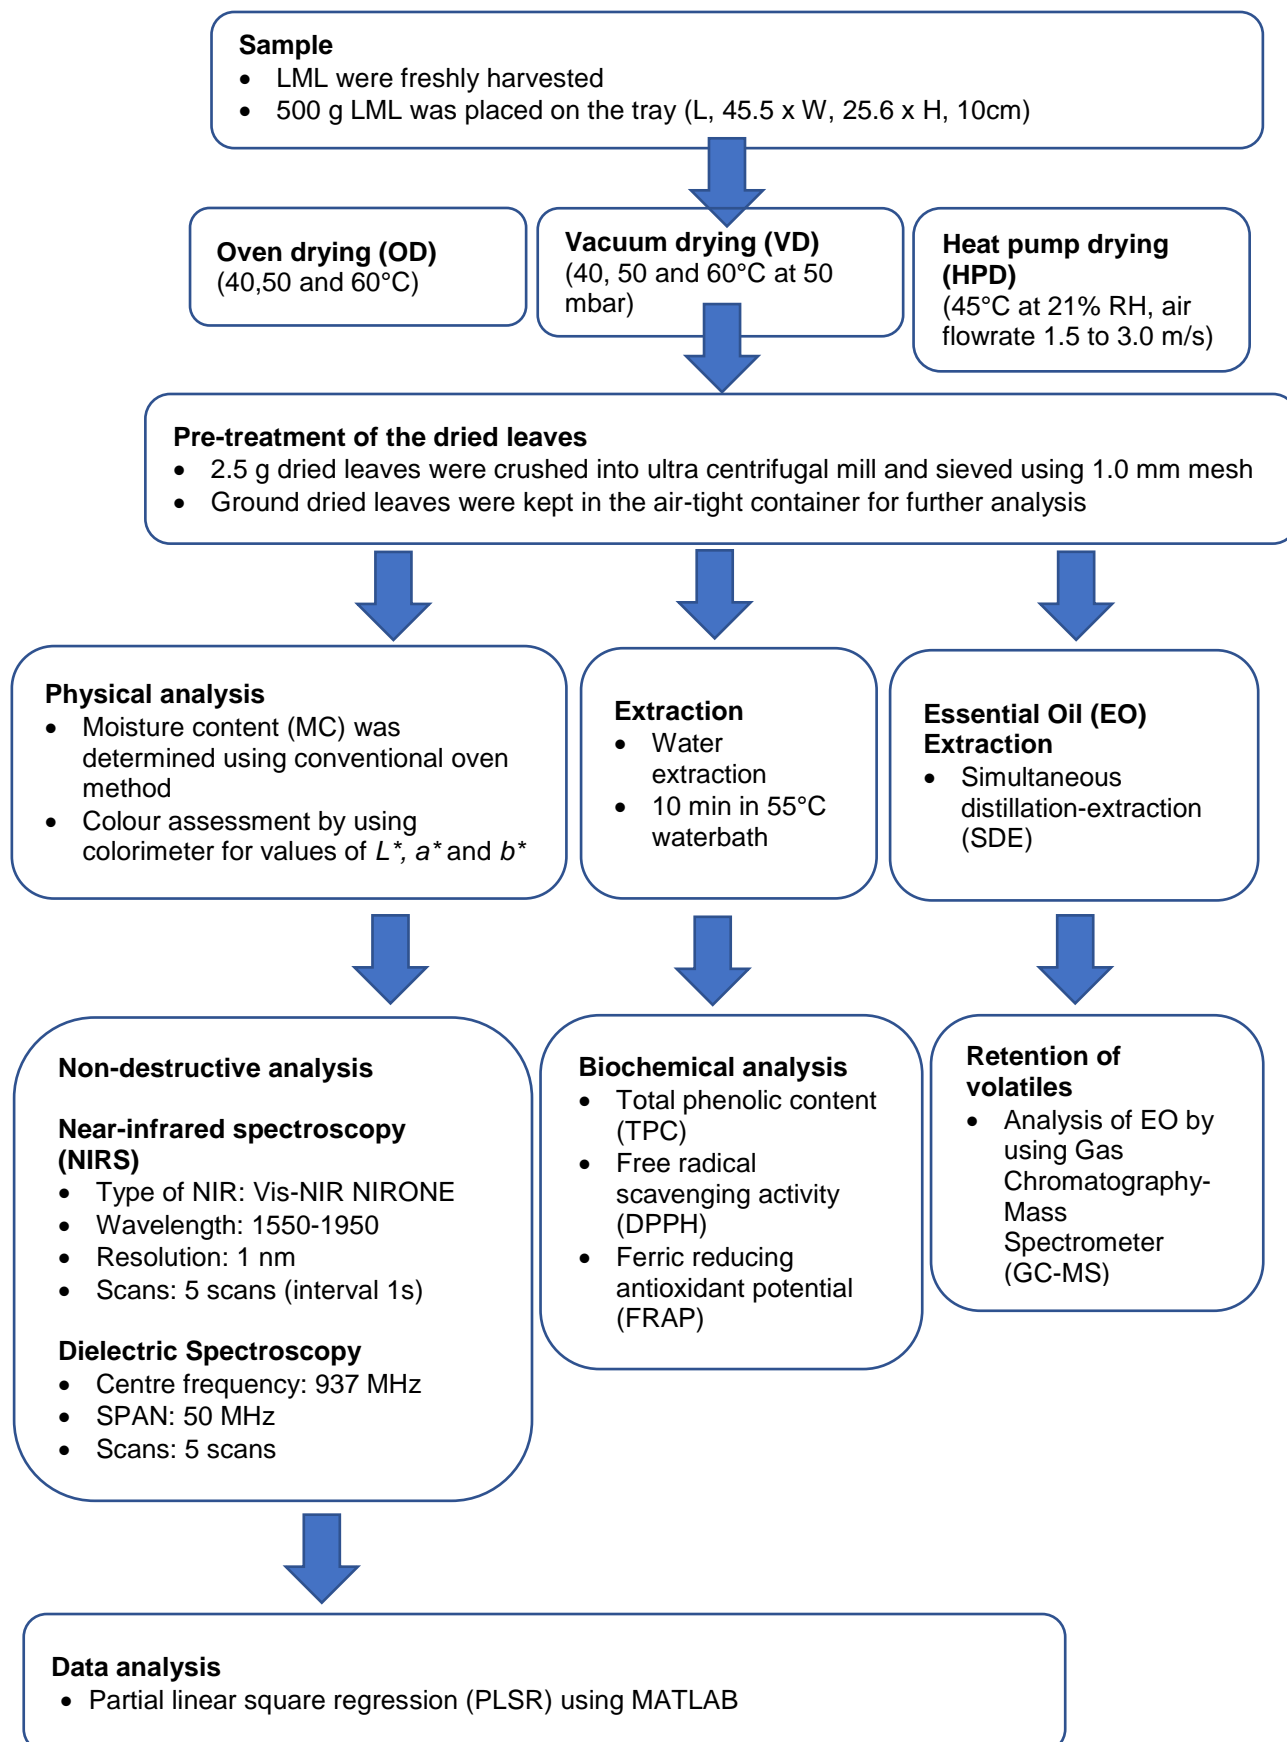 Sample
• LML were freshly harvested
• 500 g LML was placed on the tray (L, 45.5 x W, 25.6 x H, 10cm)
Oven drying (OD)
(40,50 and 60°C)
Vacuum drying (VD)
(40, 50 and 60°C at 50
mbar)
Heat pump drying
(HPD)
(45°C at 21% RH, air
flowrate 1.5 to 3.0 m/s)
Pre-treatment of the dried leaves
• 2.5 g dried leaves were crushed into ultra centrifugal mill and sieved using 1.0 mm mesh
• Ground dried leaves were kept in the air-tight container for further analysis
Physical analysis
• Moisture content (MC) was
determined using conventional oven
method
• Colour assessment by using
colorimeter for values of L*, a* and b*
Extraction
• Water
extraction
• 10 min in 55°C
waterbath
Essential Oil (EO)
Extraction
• Simultaneous
distillation-extraction
(SDE)
Non-destructive analysis
Near-infrared spectroscopy
(NIRS)
• Type of NIR: Vis-NIR NIRONE
• Wavelength: 1550-1950
• Resolution: 1 nm
• Scans: 5 scans (interval 1s)
Dielectric Spectroscopy
• Centre frequency: 937 MHz
• SPAN: 50 MHz
• Scans: 5 scans
Biochemical analysis
• Total phenolic content
(TPC)
• Free radical
scavenging activity
(DPPH)
• Ferric reducing
antioxidant potential
(FRAP)
Retention of
volatiles
• Analysis of EO by
using Gas
Chromatography-
Mass
Spectrometer
(GC-MS)
Data analysis
• Partial linear square regression (PLSR) using MATLAB